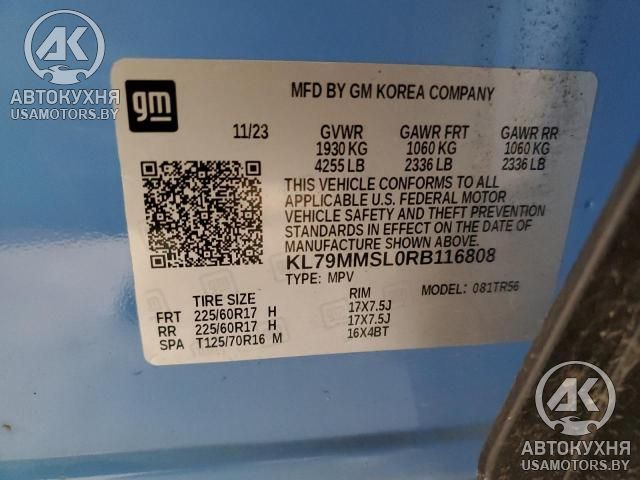 АВТОКУХНЯ
USAMOTORS.BY
gm
MFD BY GM KOREA COMPANY
11/23 GVWR GAWR FRT GAWR RR
1930 KG 1060 KG 1060 KG
4255 LB 2336 LB 2336 LB
THIS VEHICLE CONFORMS TO ALL
APPLICABLE U.S. FEDERAL MOTOR
VEHICLE SAFETY AND THEFT PREVENTION
STANDARDS IN EFFECT ON THE DATE OF
MANUFACTURE SHOWN ABOVE.
KL79MMSL0RB116808
TYPE: MPV MODEL: 081TR56
TIRE SIZE RIM
FRT 225/60R17 H 17X7.5J
RR 225/60R17 H 17X7.5J
SPA T125/70R16 M 16X4BT
АВТОКУХНЯ
USAMOTORS.BY